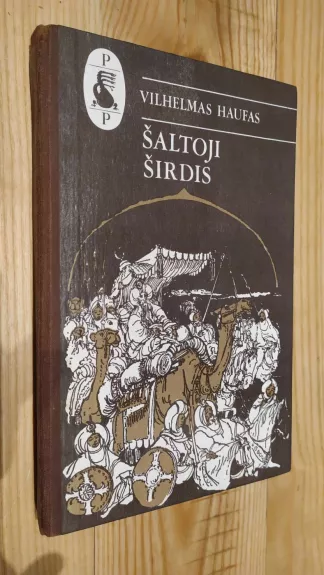 P
P
VILHELMAS HAUFAS
ŠALTOJI
ŠIRDIS